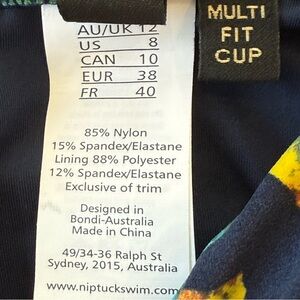 AU/UK 12
US 8
CAN 10
EUR 38
FR 40
MULTI
FIT
CUP
85% Nylon
15% Spandex/Elastane
Lining 88% Polyester
12% Spandex/Elastane
Exclusive of trim
Designed in
Bondi-Australia
Made in China
49/34-36 Ralph St
Sydney, 2015, Australia
www.niptuckswim.com